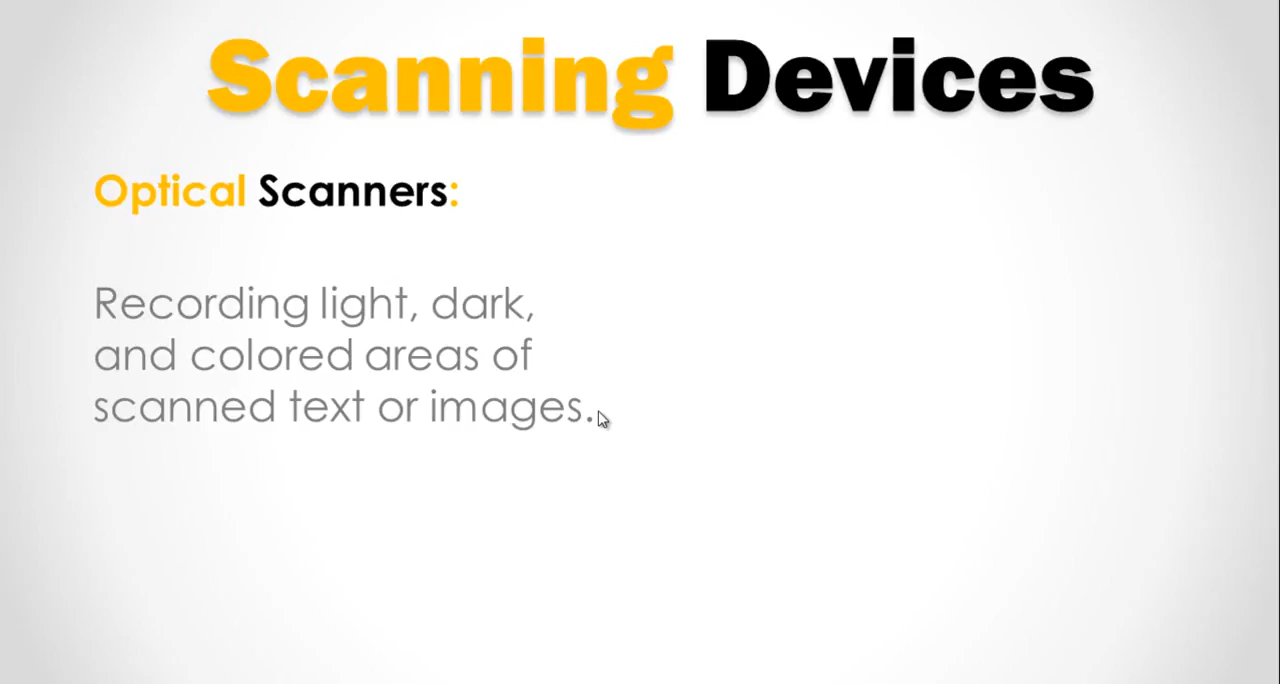 Scanning Devices
Optical Scanners:
Recording light, dark,
and colored areas of
scanned text or images.